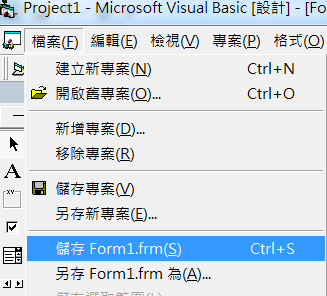 Project1 - Microsoft Visual Basic [設計] - [Fo
檔案(F) 編輯(E) 檢視(V) 專案(P) 格式(O)
建立新專案(N) Ctrl+N
開啟舊專案(O)... Ctrl+O
新增專案(D)...
移除專案(R)
儲存專案(V)
另存新專案(E)...
儲存 Form1.frm(S) Ctrl+S
另存 Form1.frm 為(A)...
A
xy